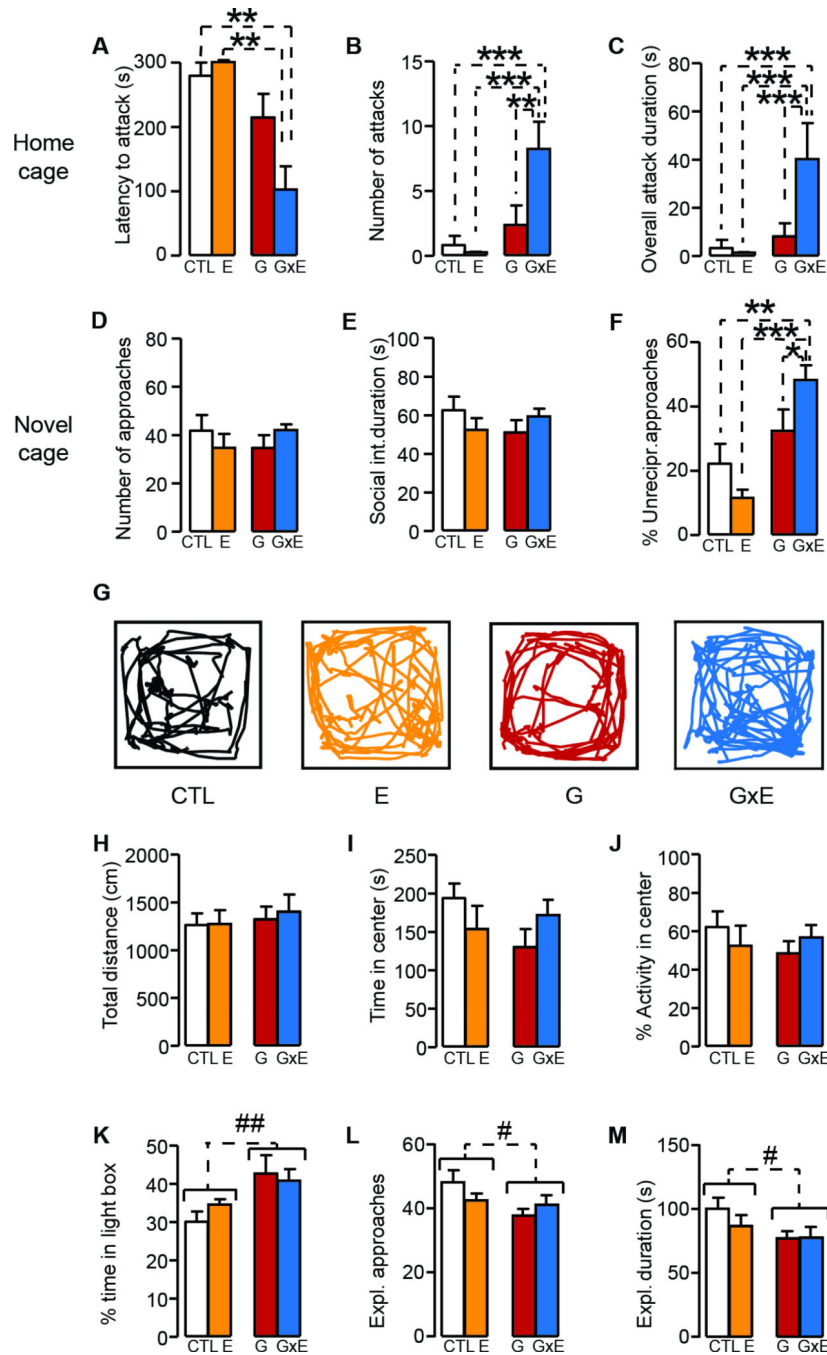 Home cage
A
Latency to attack (s)
300
200
100
0
CTL E G GxE
**
**
B
Number of attacks
15
10
5
0
CTL E G GxE
***
***
**
C
Overall attack duration (s)
80
60
40
20
0
CTL E G GxE
***
***
***
Novel cage
D
Number of approaches
80
60
40
20
0
CTL E G GxE
E
Social int.duration (s)
100
80
60
40
20
0
CTL E G GxE
F
% Unrecipr.approaches
60
40
20
0
CTL E G GxE
**
***
*
G
CTL
E
G
GxE
H
Total distance (cm)
2000
1500
1000
500
0
CTL E G GxE
I
Time in center (s)
250
200
150
100
50
0
CTL E G GxE
J
% Activity in center
100
80
60
40
20
0
CTL E G GxE
K
% time in light box
50
40
30
20
10
0
CTL E G GxE
##
L
Expl. approaches
60
40
20
0
CTL E G GxE
#
M
Expl. duration (s)
150
100
50
0
CTL E G GxE
#